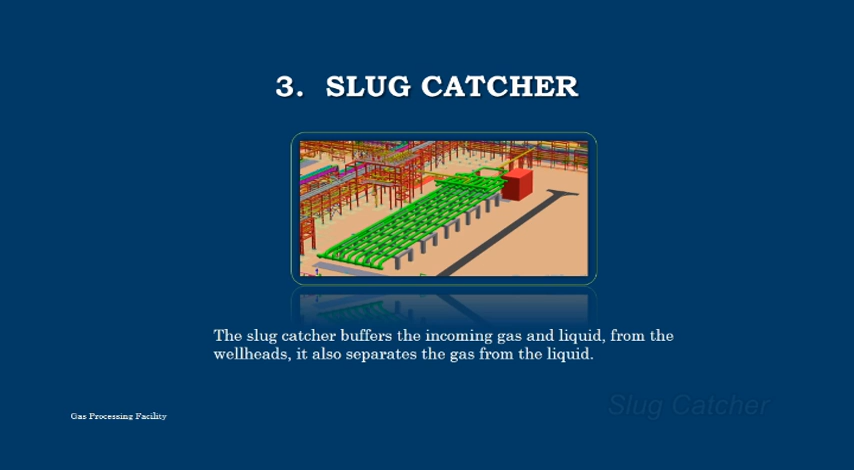 3. SLUG CATCHER
The slug catcher buffers the incoming gas and liquid, from the
wellheads, it also separates the gas from the liquid.
Slug Catcher
Gas Processing Facility